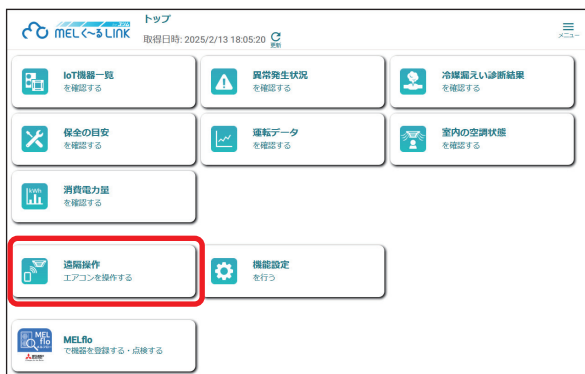 MELく〜るLINK
トップ
取得日時: 2025/2/13 18:05:20
更新
メニュー
IoT機器一覧
を確認する
異常発生状況
を確認する
冷媒漏えい診断結果
を確認する
保全の目安
を確認する
運転データ
を確認する
室内の空調状態
を確認する
kWh
消費電力量
を確認する
遠隔操作
エアコンを操作する
機能設定
を行う
MEL
flo
MELflo
で機器を登録する・点検する